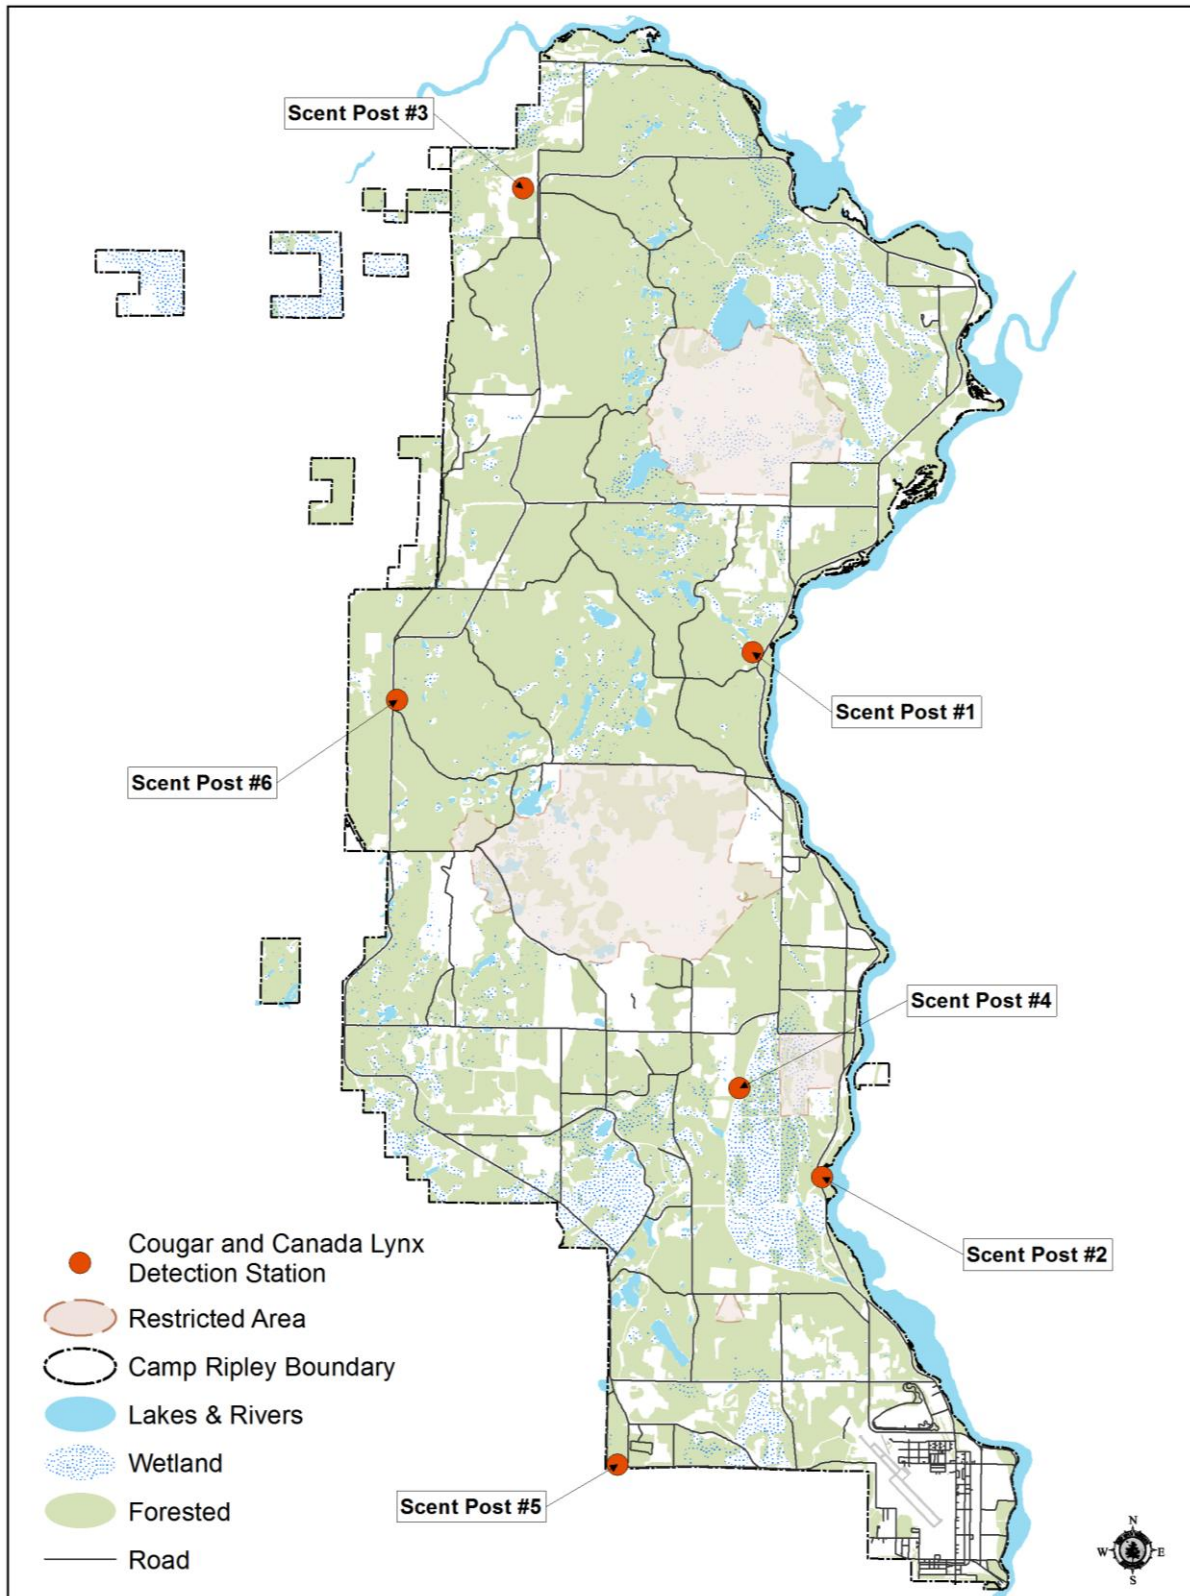 Scent Post #3
Scent Post #1
Scent Post #6
Scent Post #4
Scent Post #2
Scent Post #5
Cougar and Canada Lynx
Detection Station
Restricted Area
Camp Ripley Boundary
Lakes & Rivers
Wetland
Forested
Road
N
W
E
S